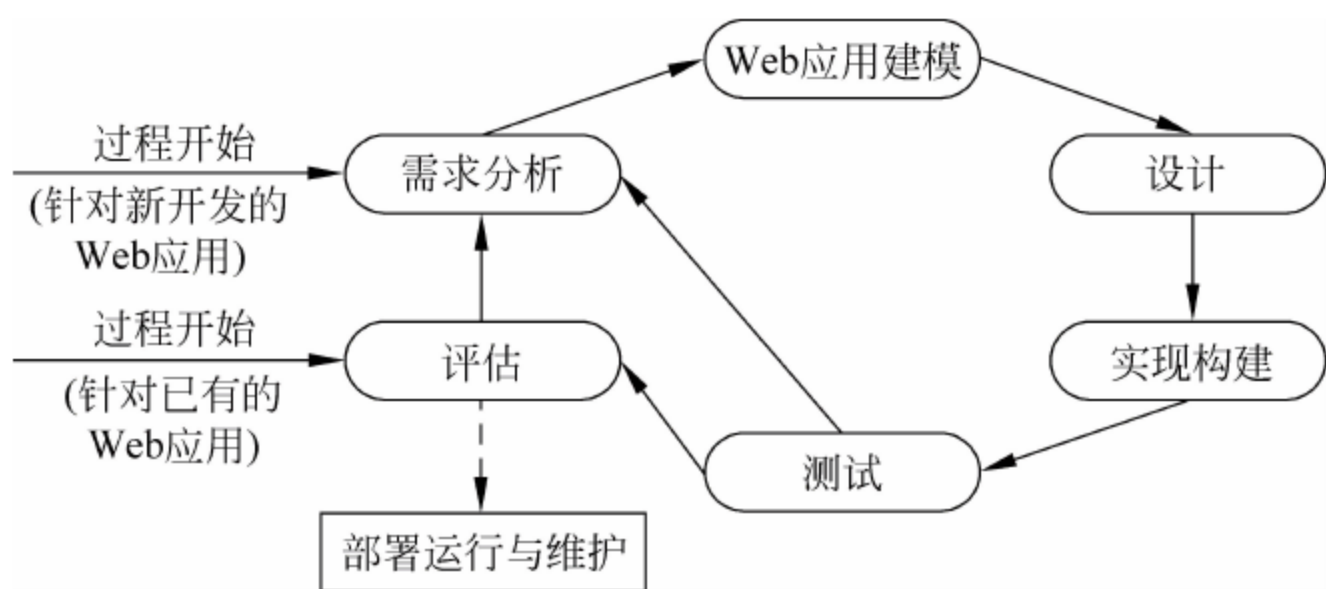 Web应用建模
过程开始
(针对新开发的
Web应用)
需求分析
设计
过程开始
(针对已有的
Web应用)
评估
实现构建
测试
部署运行与维护